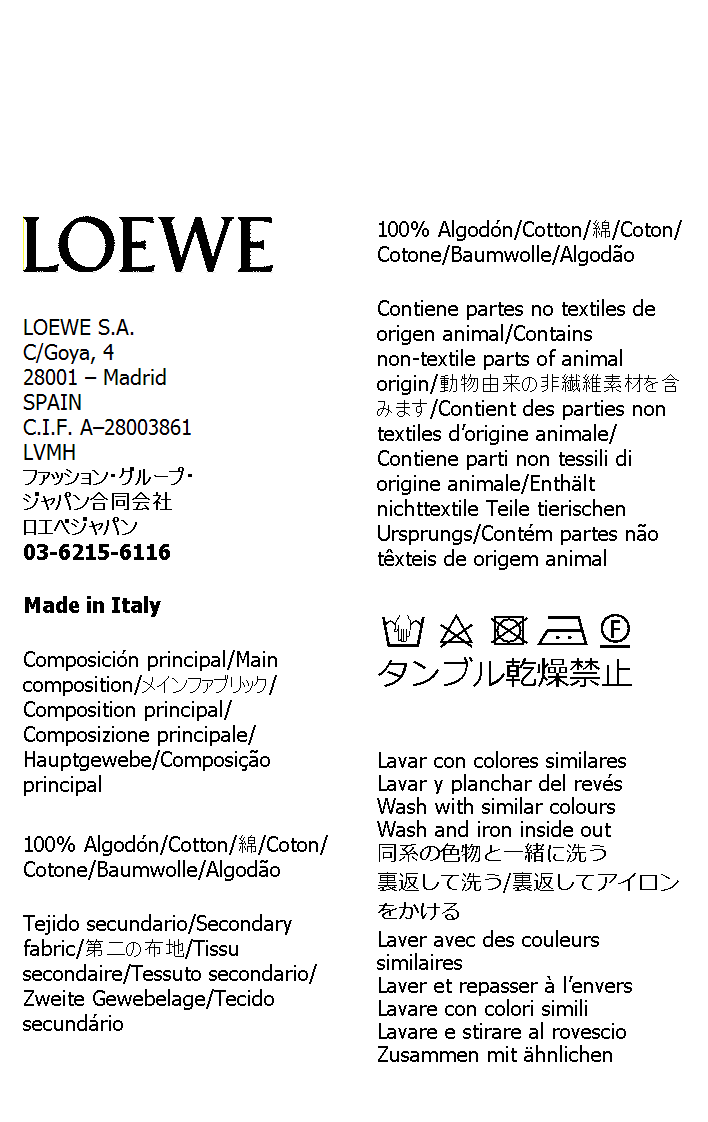 LOEWE
LOEWE S.A.
C/Goya, 4
28001 – Madrid
SPAIN
C.I.F. A–28003861
LVMH
ファッション・グループ・
ジャパン合同会社
ロエベジャパン
03-6215-6116
Made in Italy
Composición principal/Main
composition/メインファブリック/
Composition principal/
Composizione principale/
Hauptgewebe/Composição
principal
100% Algodón/Cotton/綿/Coton/
Cotone/Baumwolle/Algodão
Tejido secundario/Secondary
fabric/第二の布地/Tissu
secondaire/Tessuto secondario/
Zweite Gewebelage/Tecido
secundário
100% Algodón/Cotton/綿/Coton/
Cotone/Baumwolle/Algodão
Contiene partes no textiles de
origen animal/Contains
non-textile parts of animal
origin/動物由来の非繊維素材を含
みます/Contient des parties non
textiles d’origine animale/
Contiene parti non tessili di
origine animale/Enthält
nichttextile Teile tierischen
Ursprungs/Contém partes não
têxteis de origem animal
F
タンブル乾燥禁止
Lavar con colores similares
Lavar y planchar del revés
Wash with similar colours
Wash and iron inside out
同系の色物と一緒に洗う
裏返して洗う/裏返してアイロン
をかける
Laver avec des couleurs
similaires
Laver et repasser à l’envers
Lavare con colori simili
Lavare e stirare al rovescio
Zusammen mit ähnlichen